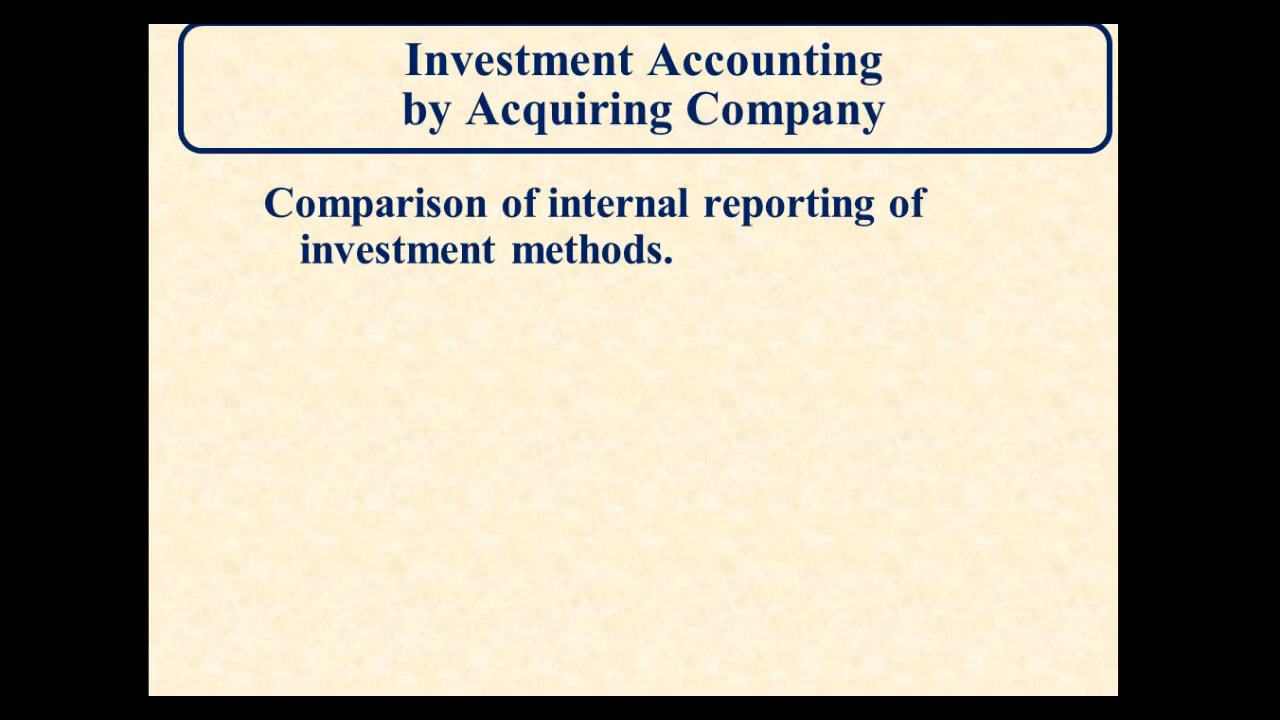 Investment Accounting
by Acquiring Company
Comparison of internal reporting of
investment methods.